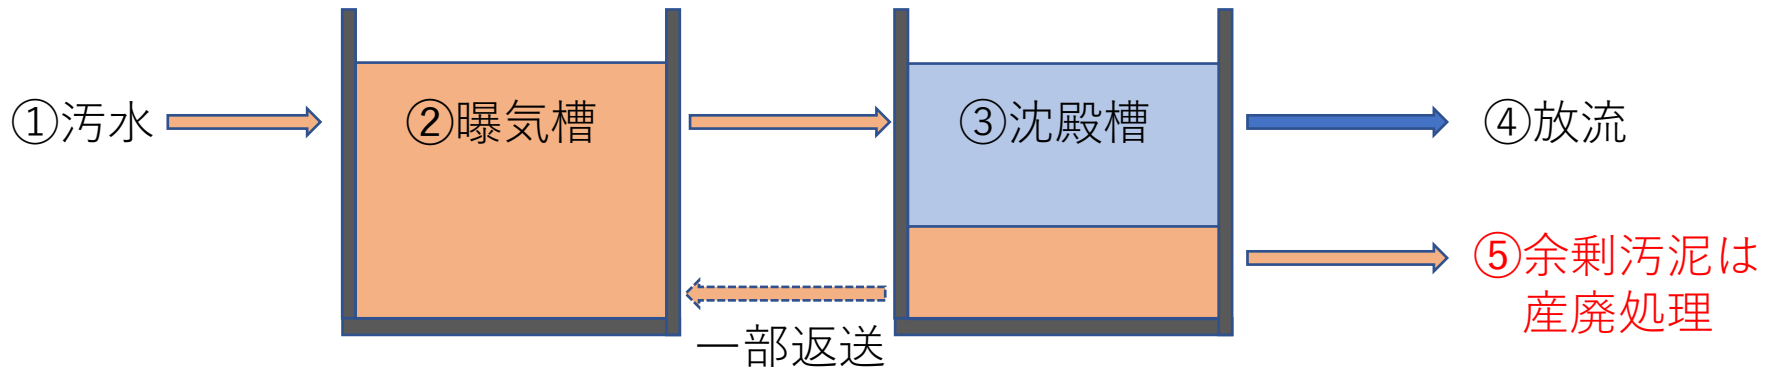 ①汚水
②曝気槽
③沈殿槽
④放流
⑤余剰汚泥は
産廃処理
一部返送